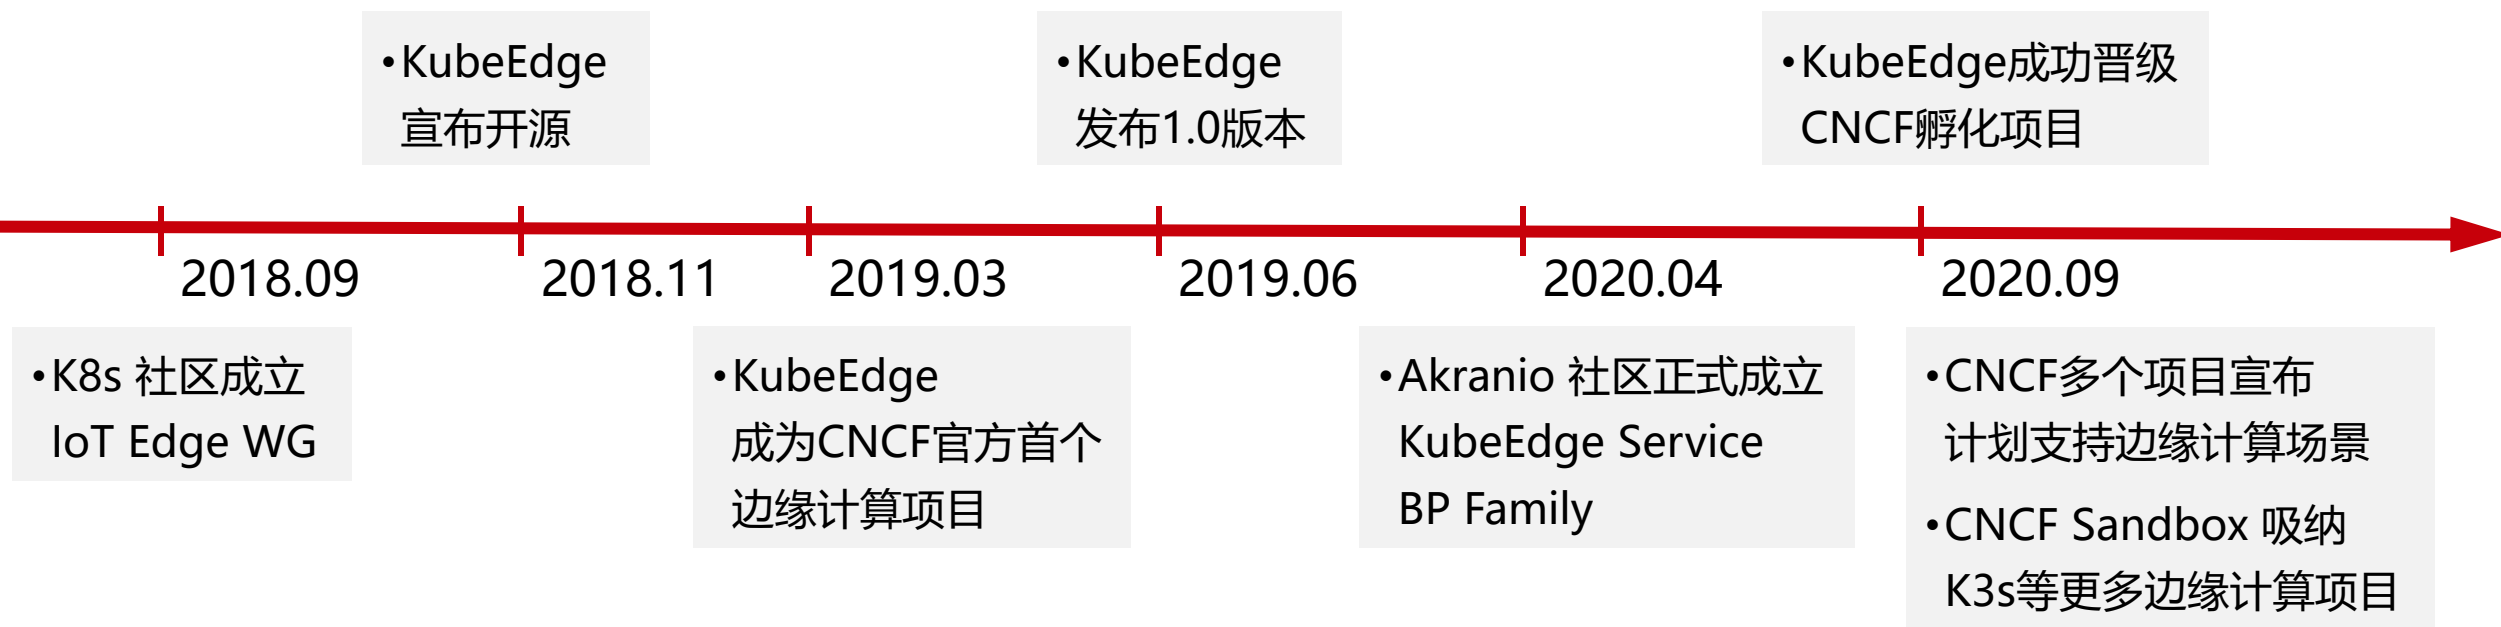 •KubeEdge
宣布开源
•KubeEdge
发布1.0版本
•KubeEdge成功晋级
CNCF孵化项目
2018.09
2018.11
2019.03
2019.06
2020.04
2020.09
•K8s 社区成立
IoT Edge WG
•KubeEdge
成为CNCF官方首个
边缘计算项目
•Akranio 社区正式成立
KubeEdge Service
BP Family
•CNCF多个项目宣布
计划支持边缘计算场景
•CNCF Sandbox 吸纳
K3s等更多边缘计算项目